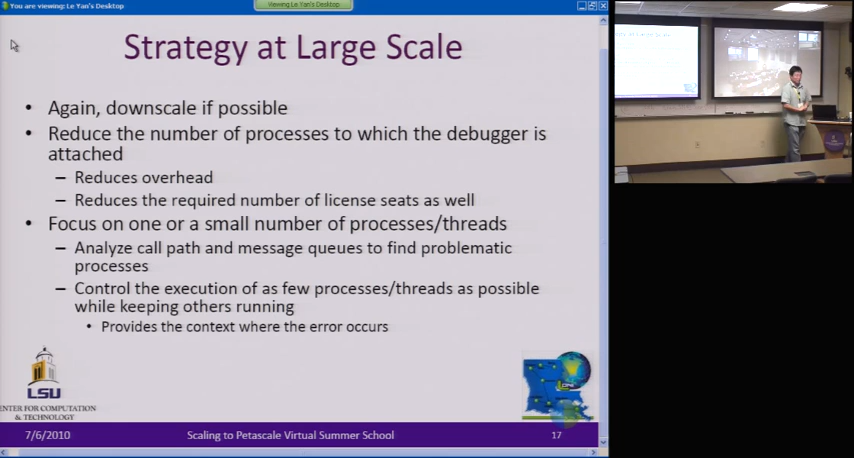 You are viewing: Le Yan's Desktop
Viewing Le Yan's Desktop
Strategy at Large Scale
• Again, downscale if possible
• Reduce the number of processes to which the debugger is
attached
– Reduces overhead
– Reduces the required number of license seats as well
• Focus on one or a small number of processes/threads
– Analyze call path and message queues to find problematic
processes
– Control the execution of as few processes/threads as possible
while keeping others running
• Provides the context where the error occurs
LSU
ENTER FOR COMPUTATION
& TECHNOLOGY
7/6/2010
Scaling to Petascale Virtual Summer School
17